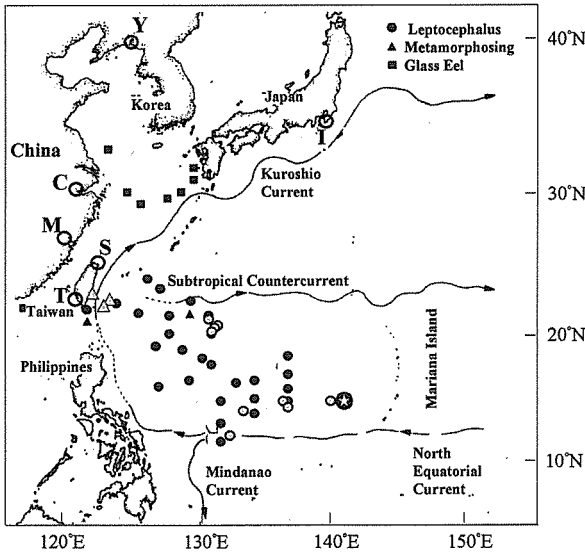 Y
40°E
Leptocephalus
Metamorphosing
Glass Eel
Korea
Japan
I
China
C
Kuroshio
Current
30°N
M
S
Subtropical Countercurrent
T
Taiwan
20°N
Philippines
Mariana Island
Mindanao
Current
North
Equatorial
Current
10°N
120°E
130°E
140°E
150°E